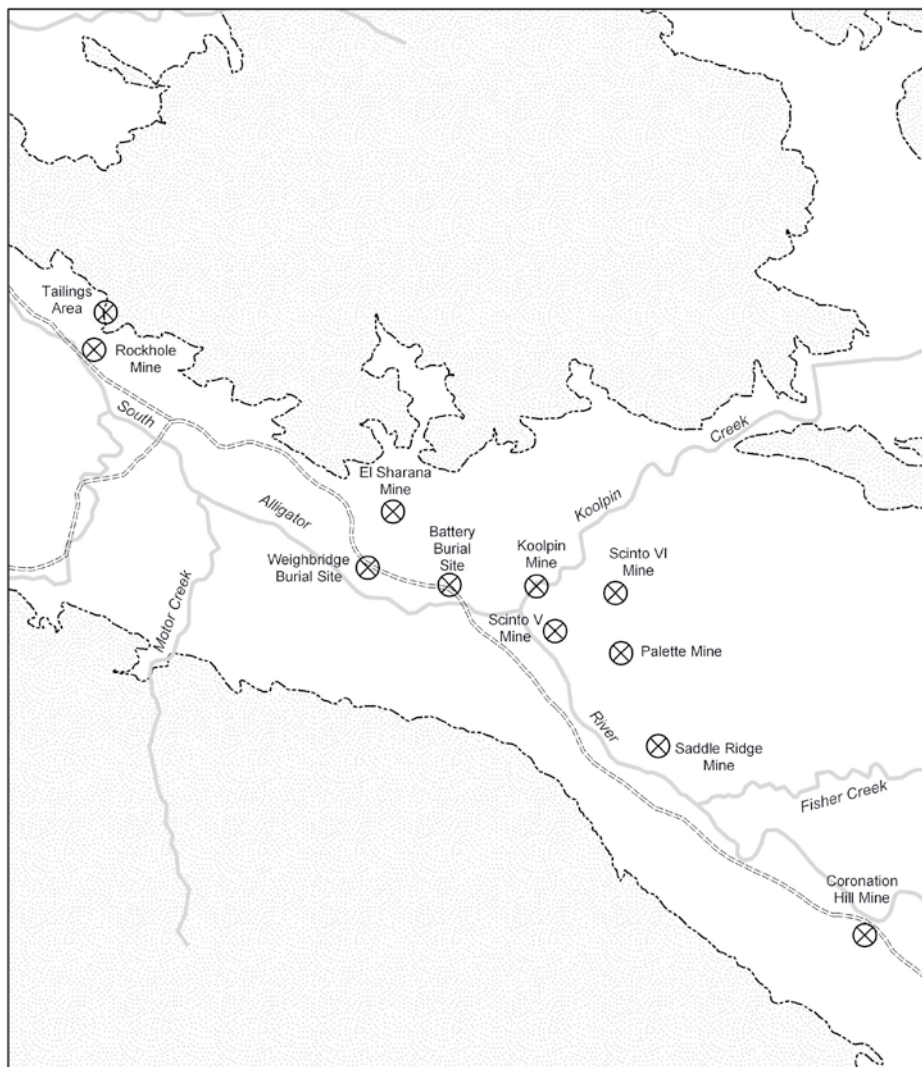 Tailings
Area
Rockhole
Mine
South
Creek
El Sharana
Mine
Koolpin
Alligator
Battery
Burial
Site
Koolpin
Mine
Scinto VI
Mine
Weighbridge
Burial Site
Motor Creek
Scinto V
Mine
Palette Mine
River
Saddle Ridge
Mine
Fisher Creek
Coronation
Hill Mine